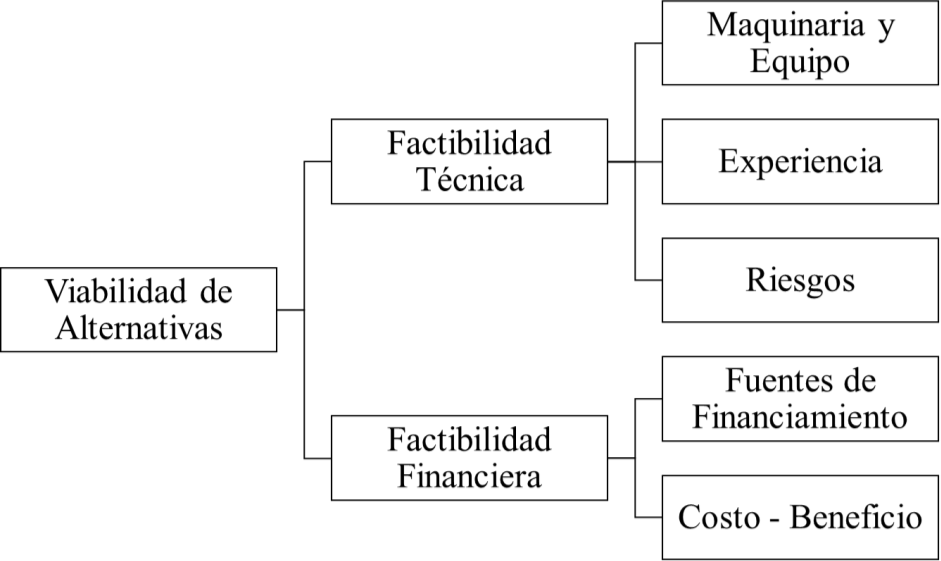 Maquinaria y
Equipo
Factibilidad
Técnica
Experiencia
Riesgos
Viabilidad de
Alternativas
Fuentes de
Financiamiento
Factibilidad
Financiera
Costo - Beneficio